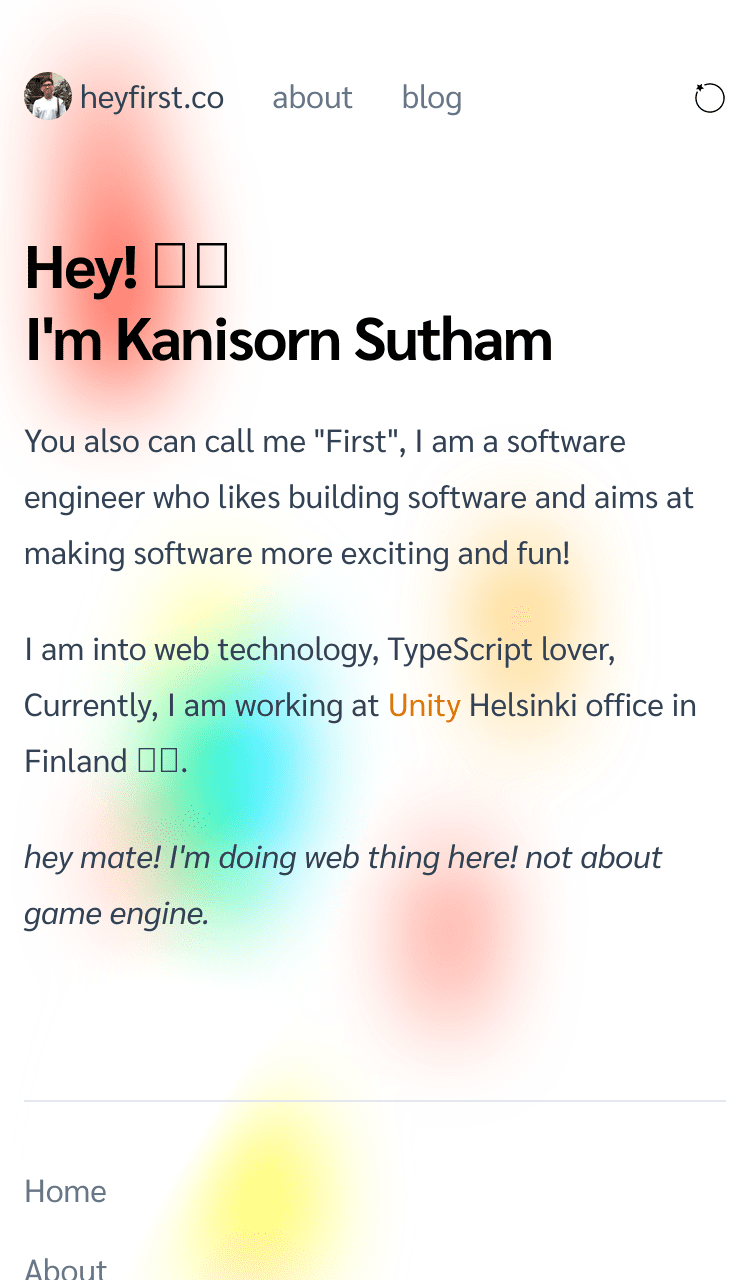 heyfirst.co about blog
Hey!
I'm Kanisorn Sutham
You also can call me "First", I am a software
engineer who likes building software and aims at
making software more exciting and fun!
I am into web technology, TypeScript lover,
Currently, I am working at Unity Helsinki office in
Finland .
hey mate! I'm doing web thing here! not about
game engine.
Home
About